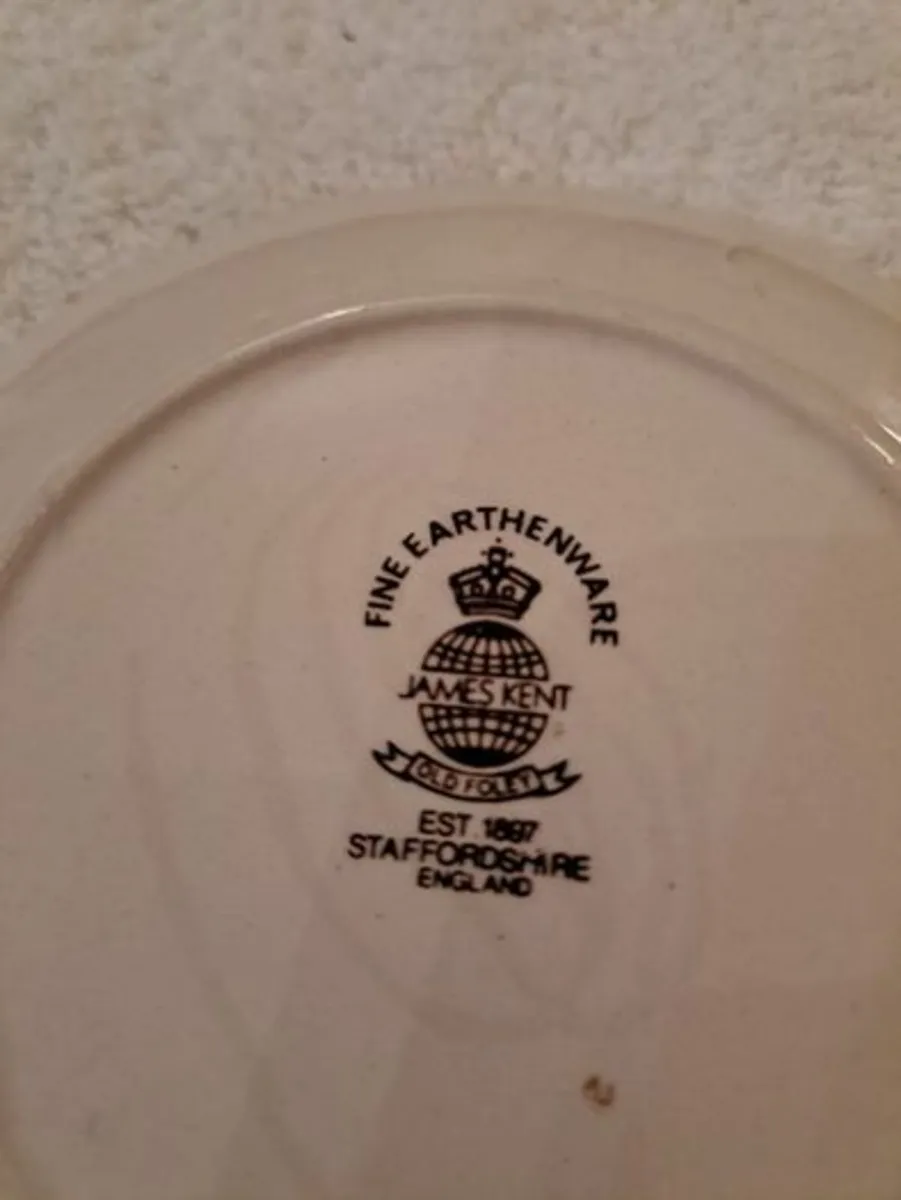 FINE EARTHENWARE
JAMES KENT
OLD FOLEY
EST. 1897
STAFFORDSHIRE
ENGLAND